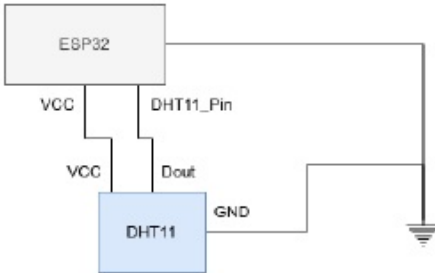 ESP32
VCC
DHT11_Pin
VCC
Dout
GND
DHT11